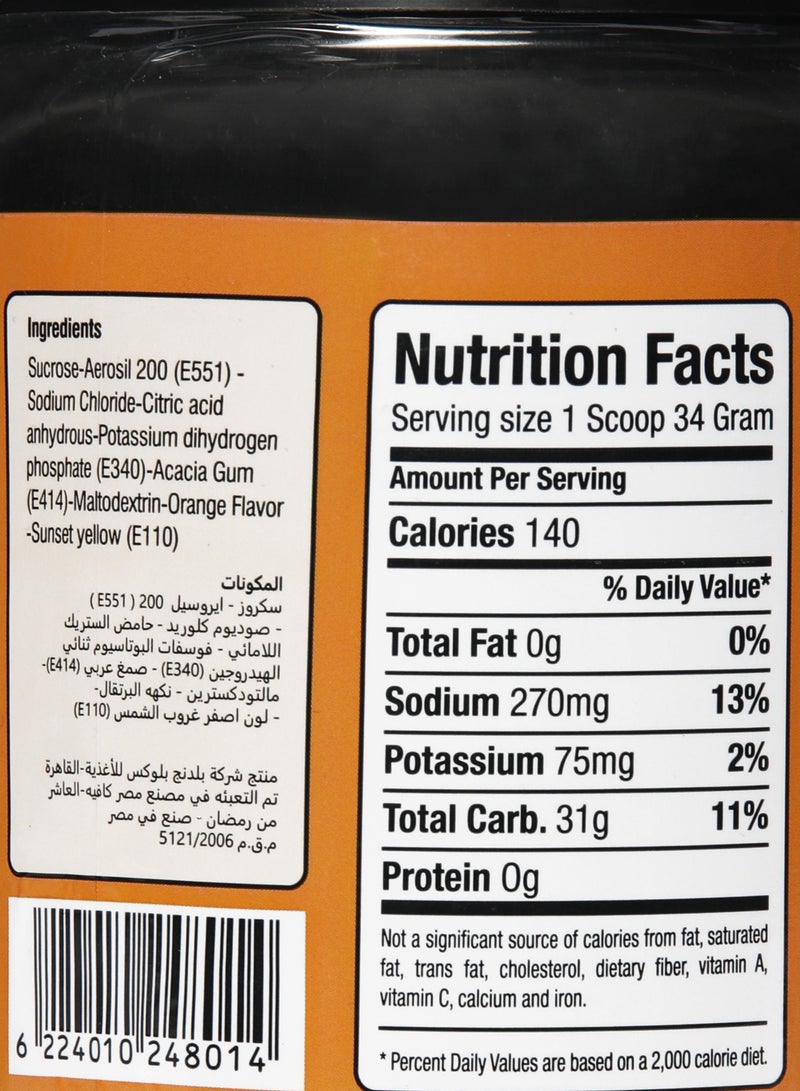 Ingredients
Sucrose-Aerosil 200 (E551) -
Sodium Chloride-Citric acid
anhydrous-Potassium dihydrogen
phosphate (E340)-Acacia Gum
(E414)-Maltodextrin-Orange Flavor
-Sunset yellow (E110)
المكونات
سكروز - ايروسيل 200 (E551 )
- صوديوم كلوريد - حامض الستريك
اللامائي - فوسفات البوتاسيوم ثنائي
الهيدروجين (E340) - صمغ عربي (E414)-
مالتودكسترين - نكهه البرتقال-
- لون اصفر غروب الشمس (E110)
منتج شركة بلدنج بلوكس للأغذية-القاهرة
تم التعبئه في مصنع مصر كافيه-العاشر
من رمضان - صنع في مصر
م.ق.م 5121/2006
6 224010 248014
Nutrition Facts
Serving size 1 Scoop 34 Gram
Amount Per Serving
Calories 140
% Daily Value*
Total Fat 0g 0%
Sodium 270mg 13%
Potassium 75mg 2%
Total Carb. 31g 11%
Protein 0g
Not a significant source of calories from fat, saturated
fat, trans fat, cholesterol, dietary fiber, vitamin A,
vitamin C, calcium and iron.
* Percent Daily Values are based on a 2,000 calorie diet.